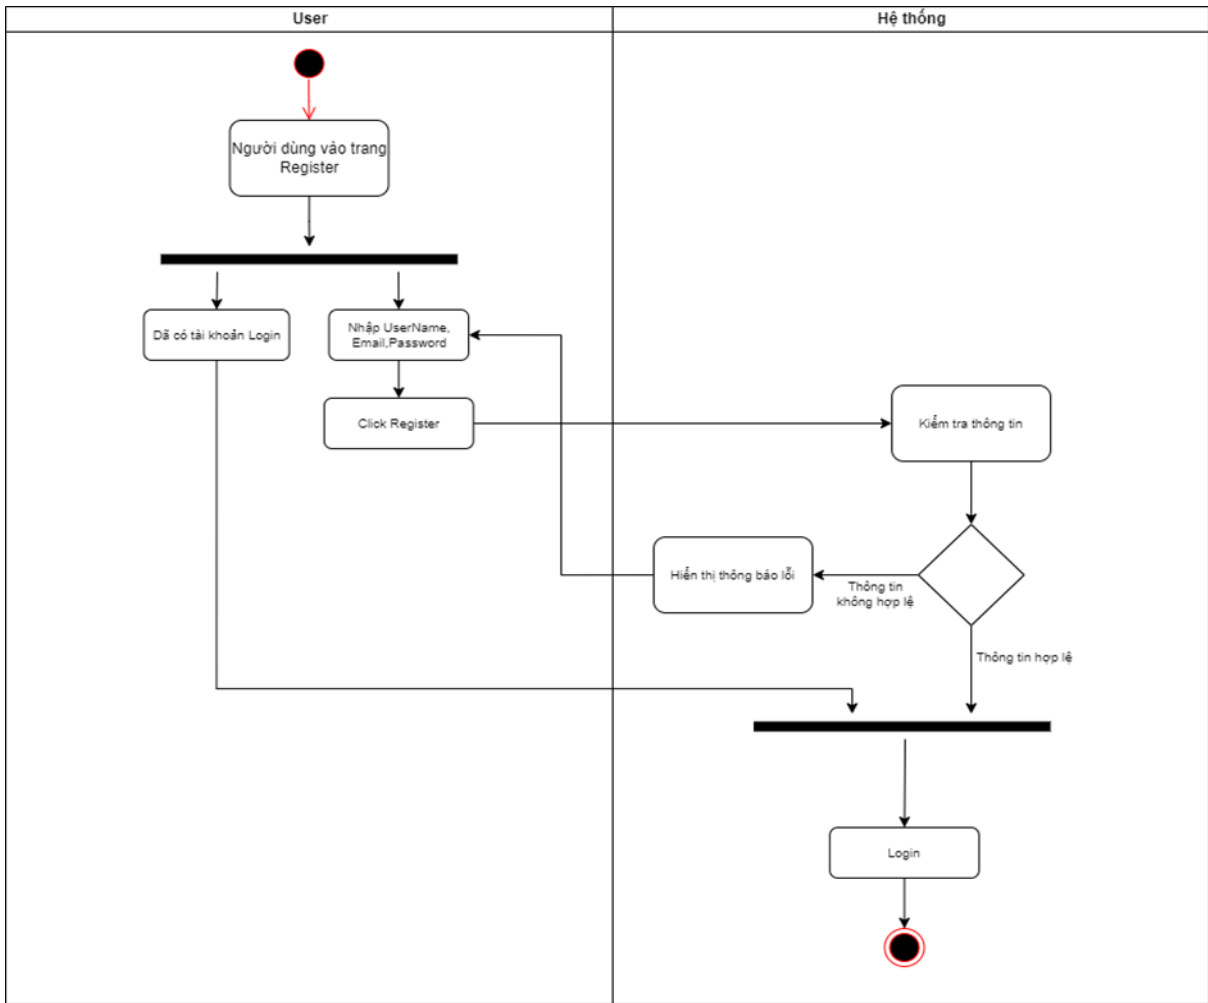 User
Hệ thống
Người dùng vào trang
Register
Dã có tài khoản Login
Nhập UserName,
Email,Password
Click Register
Kiểm tra thông tin
Hiển thị thông báo lỗi
Thông tin
không hợp lệ
Thông tin hợp lệ
Login